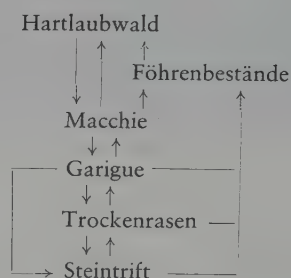 Hartlaubwald
Föhrenbestände
Macchie
Garigue
Trockenrasen
Steintrift